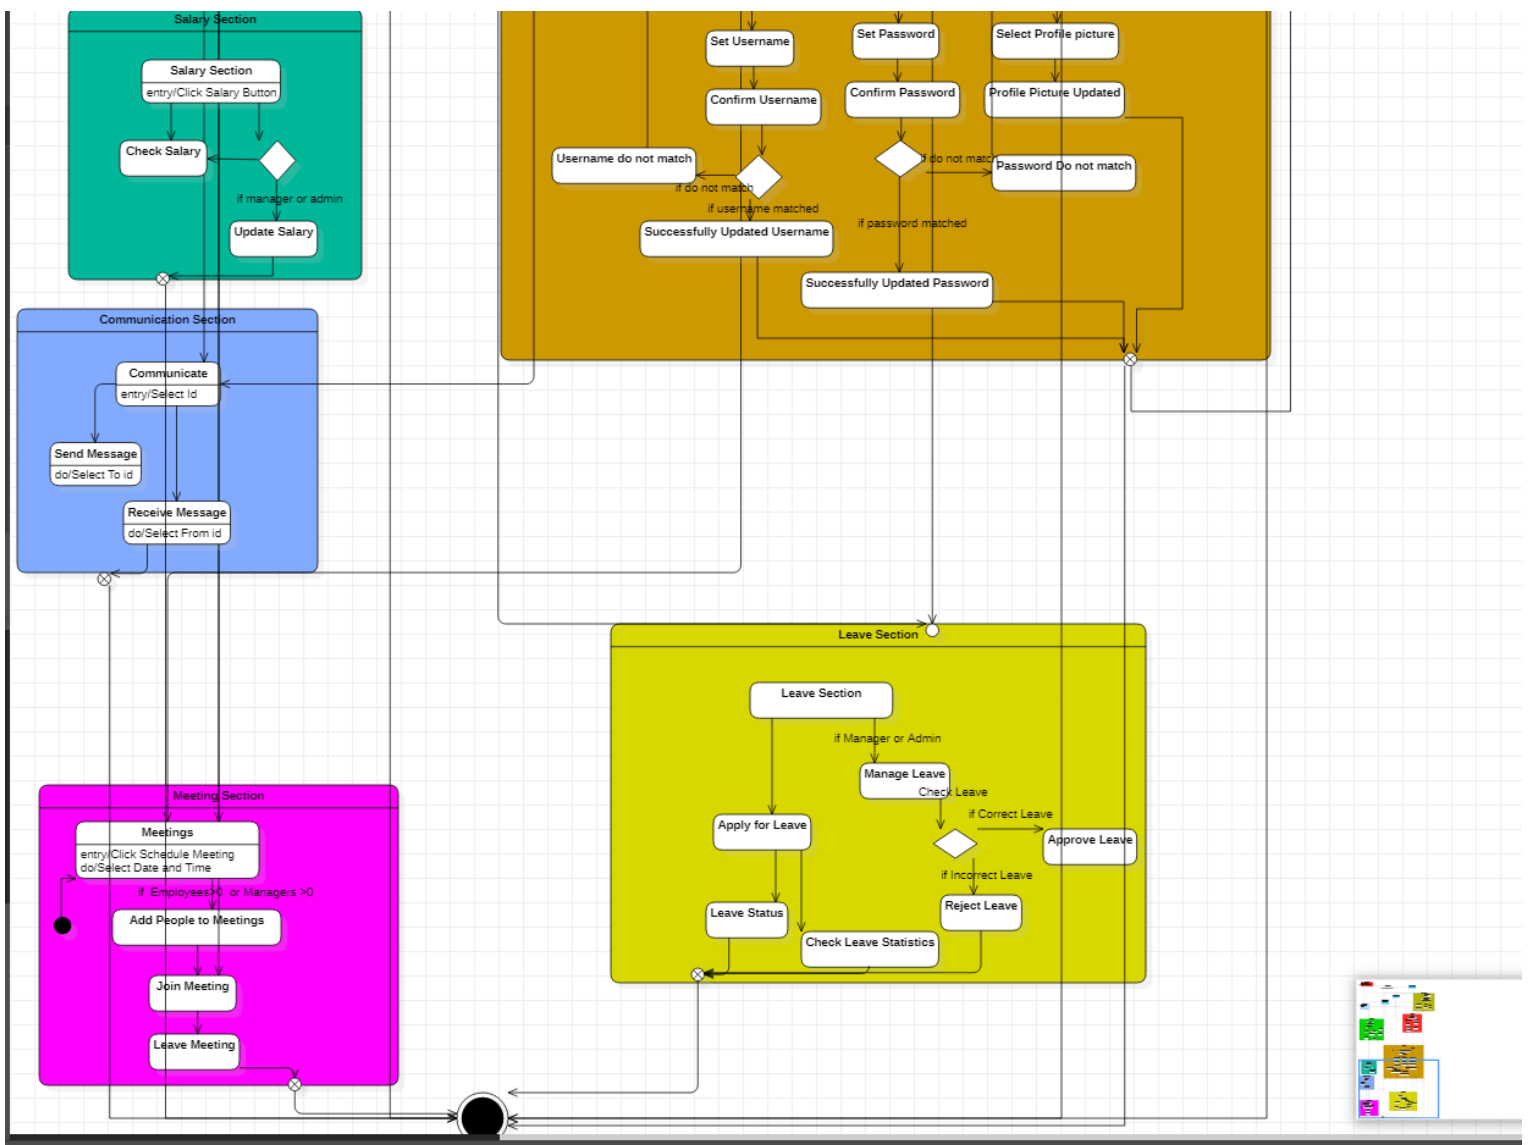 Salary Section
Salary Section
entry/Click Salary Button
Check Salary
if manager or admin
Update Salary
Set Username
Confirm Username
Username do not match
if do not match
if username matched
Successfully Updated Username
Set Password
Confirm Password
if do not match
Password Do not match
if password matched
Successfully Updated Password
Select Profile picture
Profile Picture Updated
Communication Section
Communicate
entry/Select Id
Send Message
do/Select To id
Receive Message
do/Select From id
Leave Section
Leave Section
if Manager or Admin
Manage Leave
Check Leave
if Correct Leave
Approve Leave
Apply for Leave
if Incorrect Leave
Reject Leave
Leave Status
Check Leave Statistics
Meeting Section
Meetings
entry/Click Schedule Meeting
do/Select Date and Time
if Employees>0 or Managers >0
Add People to Meetings
Join Meeting
Leave Meeting